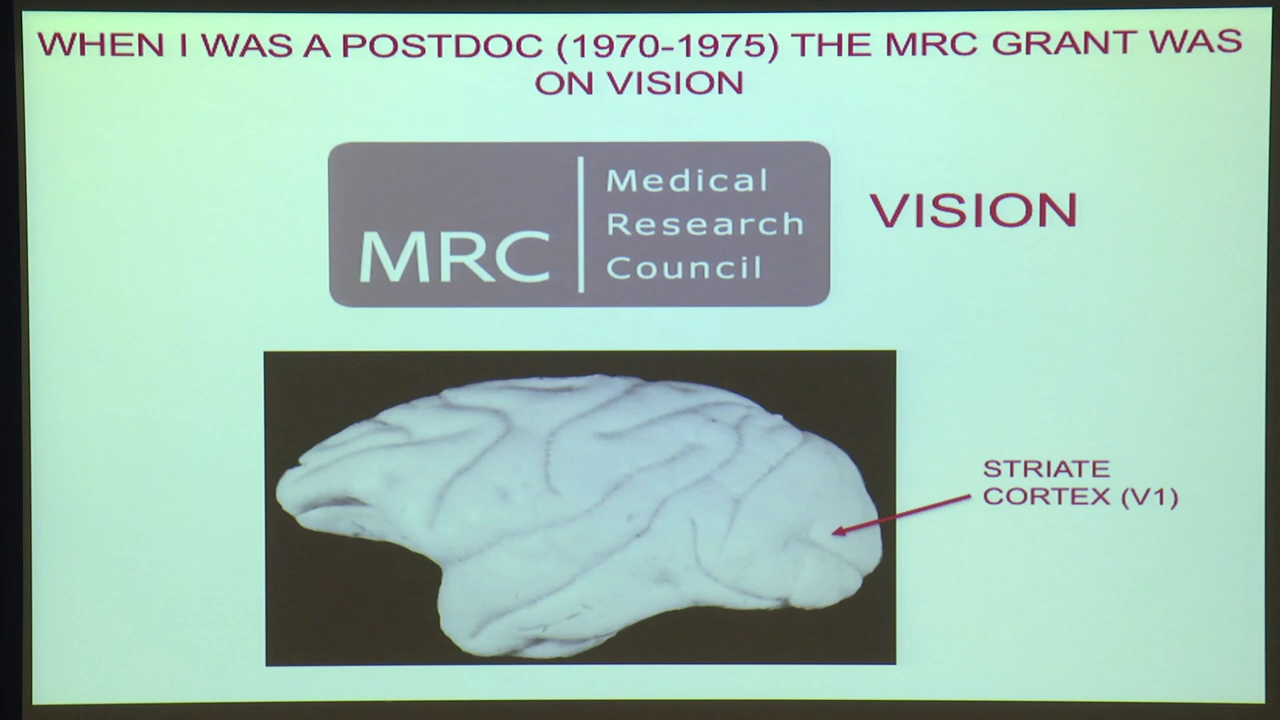 WHEN I WAS A POSTDOC (1970-1975) THE MRC GRANT WAS
ON VISION
MRC
Medical
Research
Council
VISION
STRIATE
CORTEX (V1)